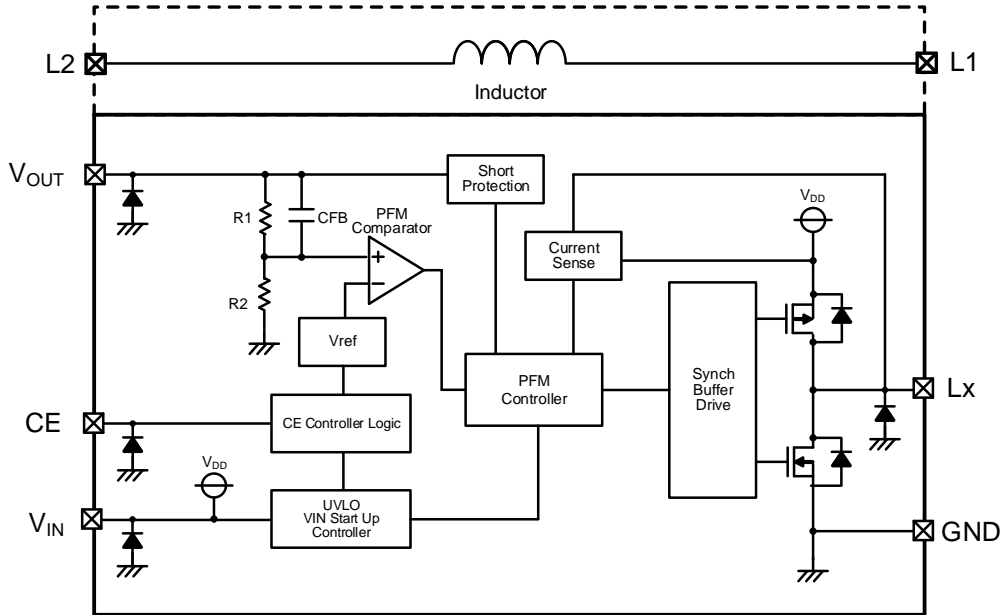 L2
L1
Inductor
VOUT
Short
Protection
VDD
R1
CFB
PFM
Comparator
+
−
Current
Sense
R2
Vref
PFM
Controller
Synch
Buffer
Drive
Lx
CE
CE Controller Logic
VDD
VIN
UVLO
VIN Start Up
Controller
GND